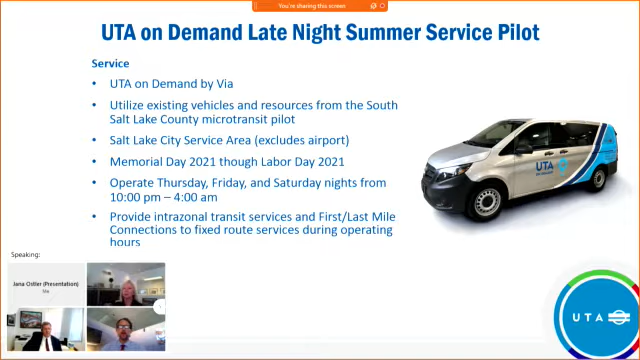 You're sharing this screen
UTA on Demand Late Night Summer Service Pilot
Service
• UTA on Demand by Via
• Utilize existing vehicles and resources from the South
Salt Lake County microtransit pilot
• Salt Lake City Service Area (excludes airport)
• Memorial Day 2021 though Labor Day 2021
• Operate Thursday, Friday, and Saturday nights from
10:00 pm – 4:00 am
• Provide intrazonal transit services and First/Last Mile
Connections to fixed route services during operating
hours
UTA
Speaking:
Jana Ostler (Presentation)
Me
UTA